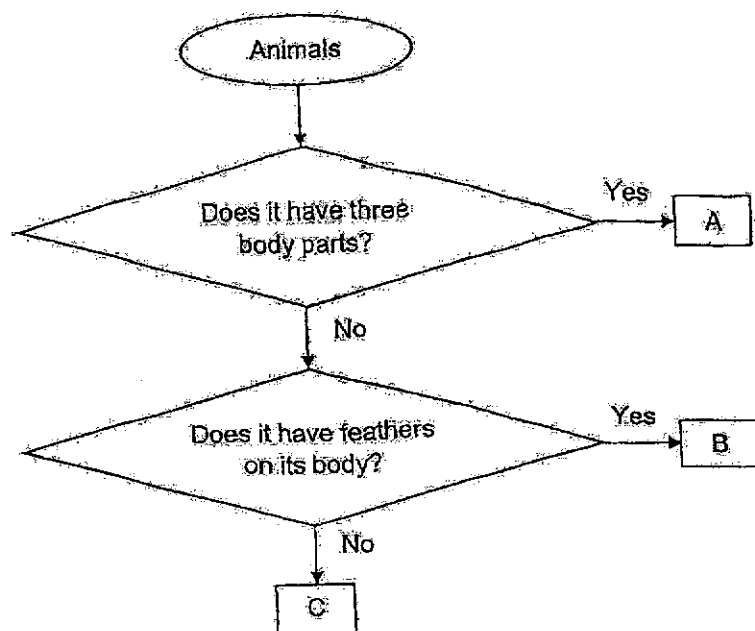 Animals
Does it have three
body parts?
Yes
A
No
Does it have feathers
on its body?
Yes
B
No
C